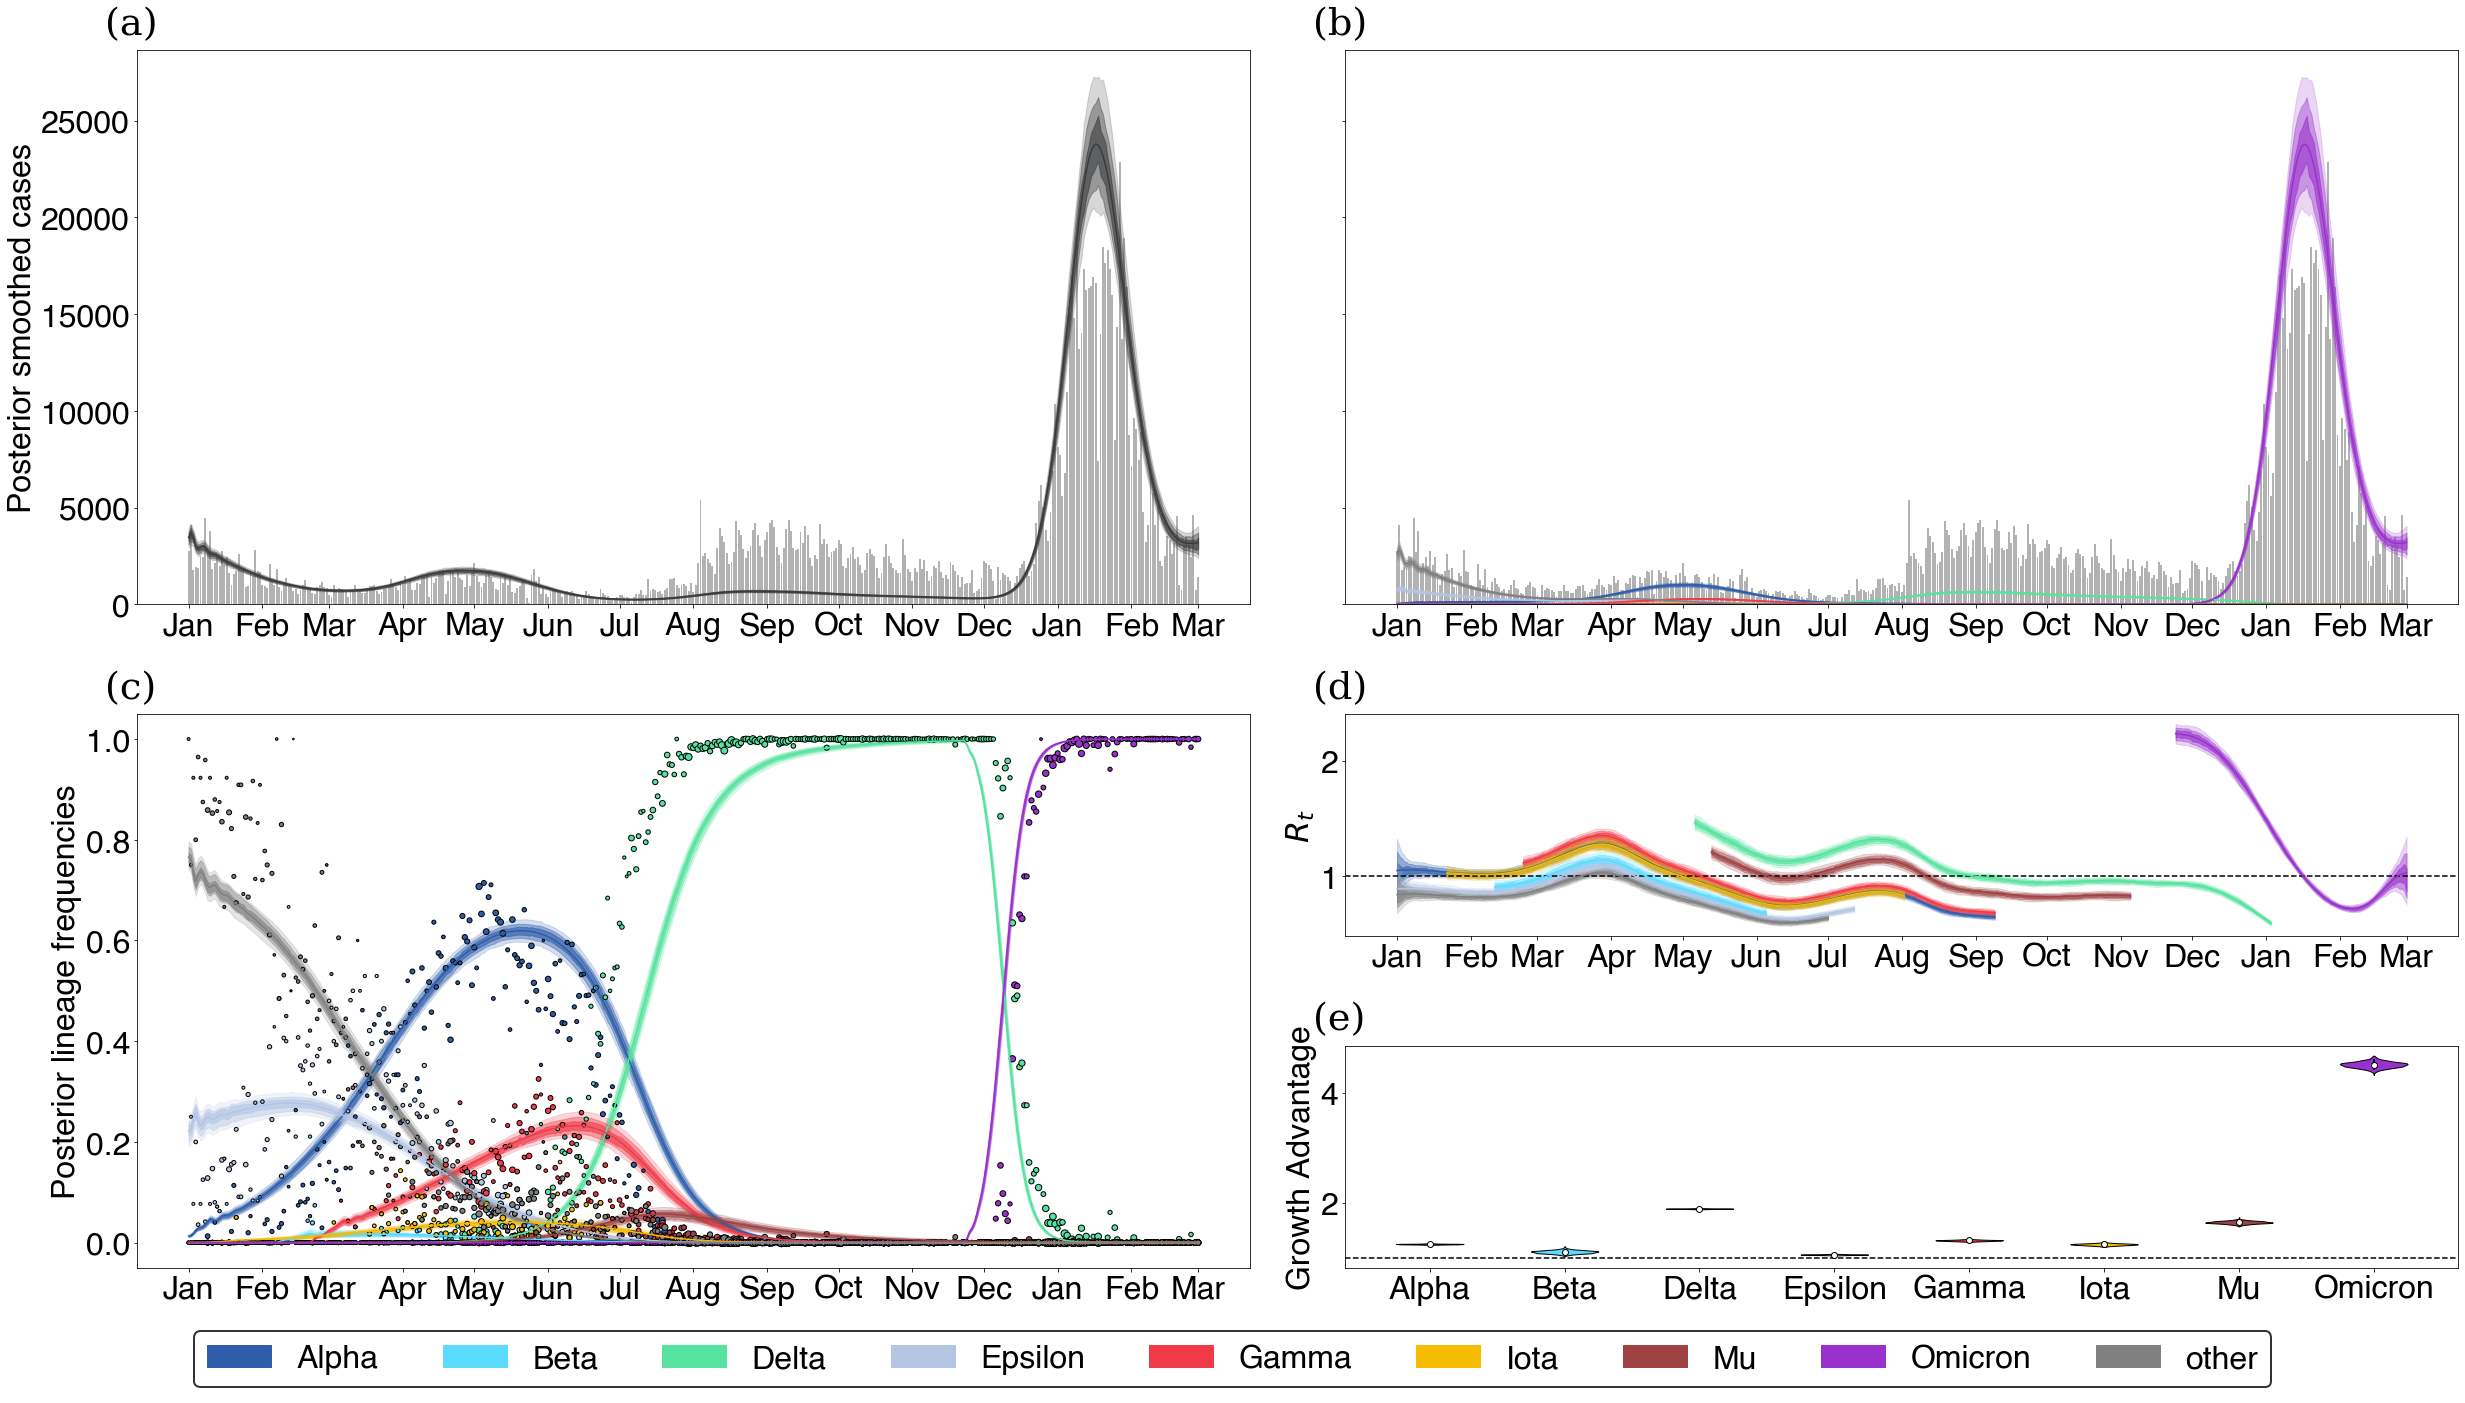 (a)
Posterior smoothed cases
25000
20000
15000
10000
5000
0
Jan Feb Mar Apr May Jun Jul Aug Sep Oct Nov Dec Jan Feb Mar
(b)
Jan Feb Mar Apr May Jun Jul Aug Sep Oct Nov Dec Jan Feb Mar
(c)
Posterior lineage frequencies
1.0
0.8
0.6
0.4
0.2
0.0
Jan Feb Mar Apr May Jun Jul Aug Sep Oct Nov Dec Jan Feb Mar
(d)
Rt
2
1
Jan Feb Mar Apr May Jun Jul Aug Sep Oct Nov Dec Jan Feb Mar
(e)
Growth Advantage
4
2
Alpha Beta Delta Epsilon Gamma Iota Mu Omicron
Alpha Beta Delta Epsilon Gamma Iota Mu Omicron other